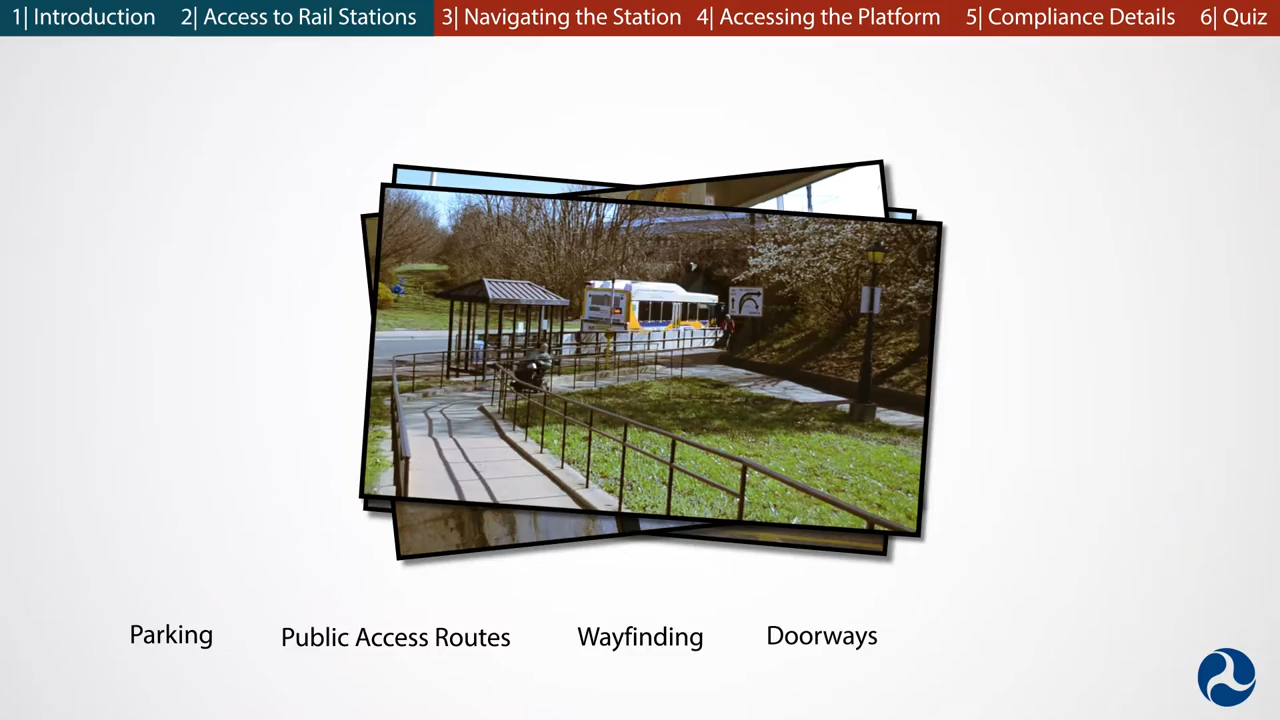 1| Introduction 2| Access to Rail Stations 3| Navigating the Station 4| Accessing the Platform 5| Compliance Details 6| Quiz
Parking Public Access Routes Wayfinding Doorways